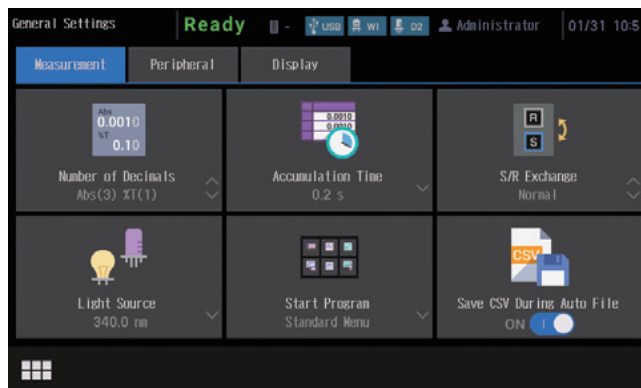 General Settings Ready - USB WI D2 Administrator 01/31 10:5
Measurement Peripheral Display
Abs
0.0010
%T
0.10
Number of Decimals
Abs(3) %T(1)
0.0010
0.0010
Accumulation Time
0.2 s
R
S
S/R Exchange
Normal
Light Source
340.0 nm
Start Program
Standard Menu
CSV
Save CSV During Auto File
ON I